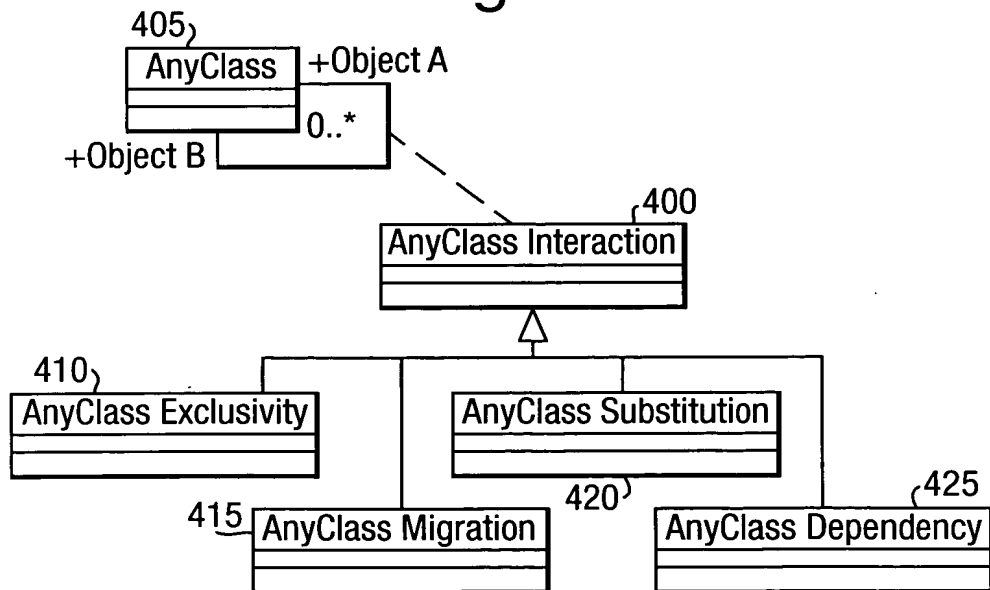 405
AnyClass
+Object A
0..*
+Object B
400
AnyClass Interaction
410
AnyClass Exclusivity
AnyClass Substitution
420
415
AnyClass Migration
425
AnyClass Dependency